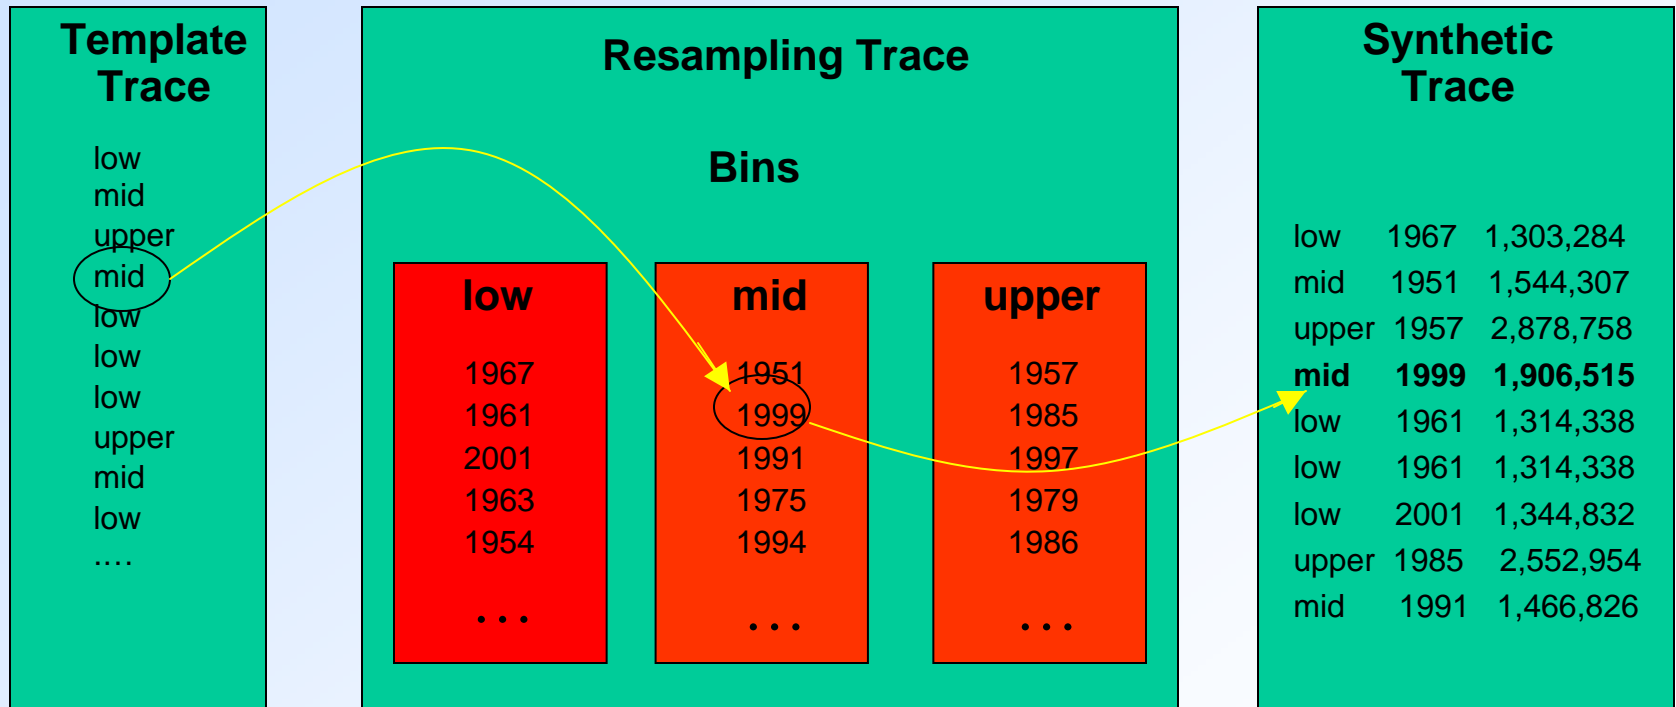 Template
Trace
low
mid
upper
mid
low
low
low
upper
mid
low
....
Resampling Trace
Bins
low
1967
1961
2001
1963
1954
...
mid
1951
1999
1991
1975
1994
...
upper
1957
1985
1997
1979
1986
...
Synthetic
Trace
low 1967 1,303,284
mid 1951 1,544,307
upper 1957 2,878,758
mid 1999 1,906,515
low 1961 1,314,338
low 1961 1,314,338
low 2001 1,344,832
upper 1985 2,552,954
mid 1991 1,466,826